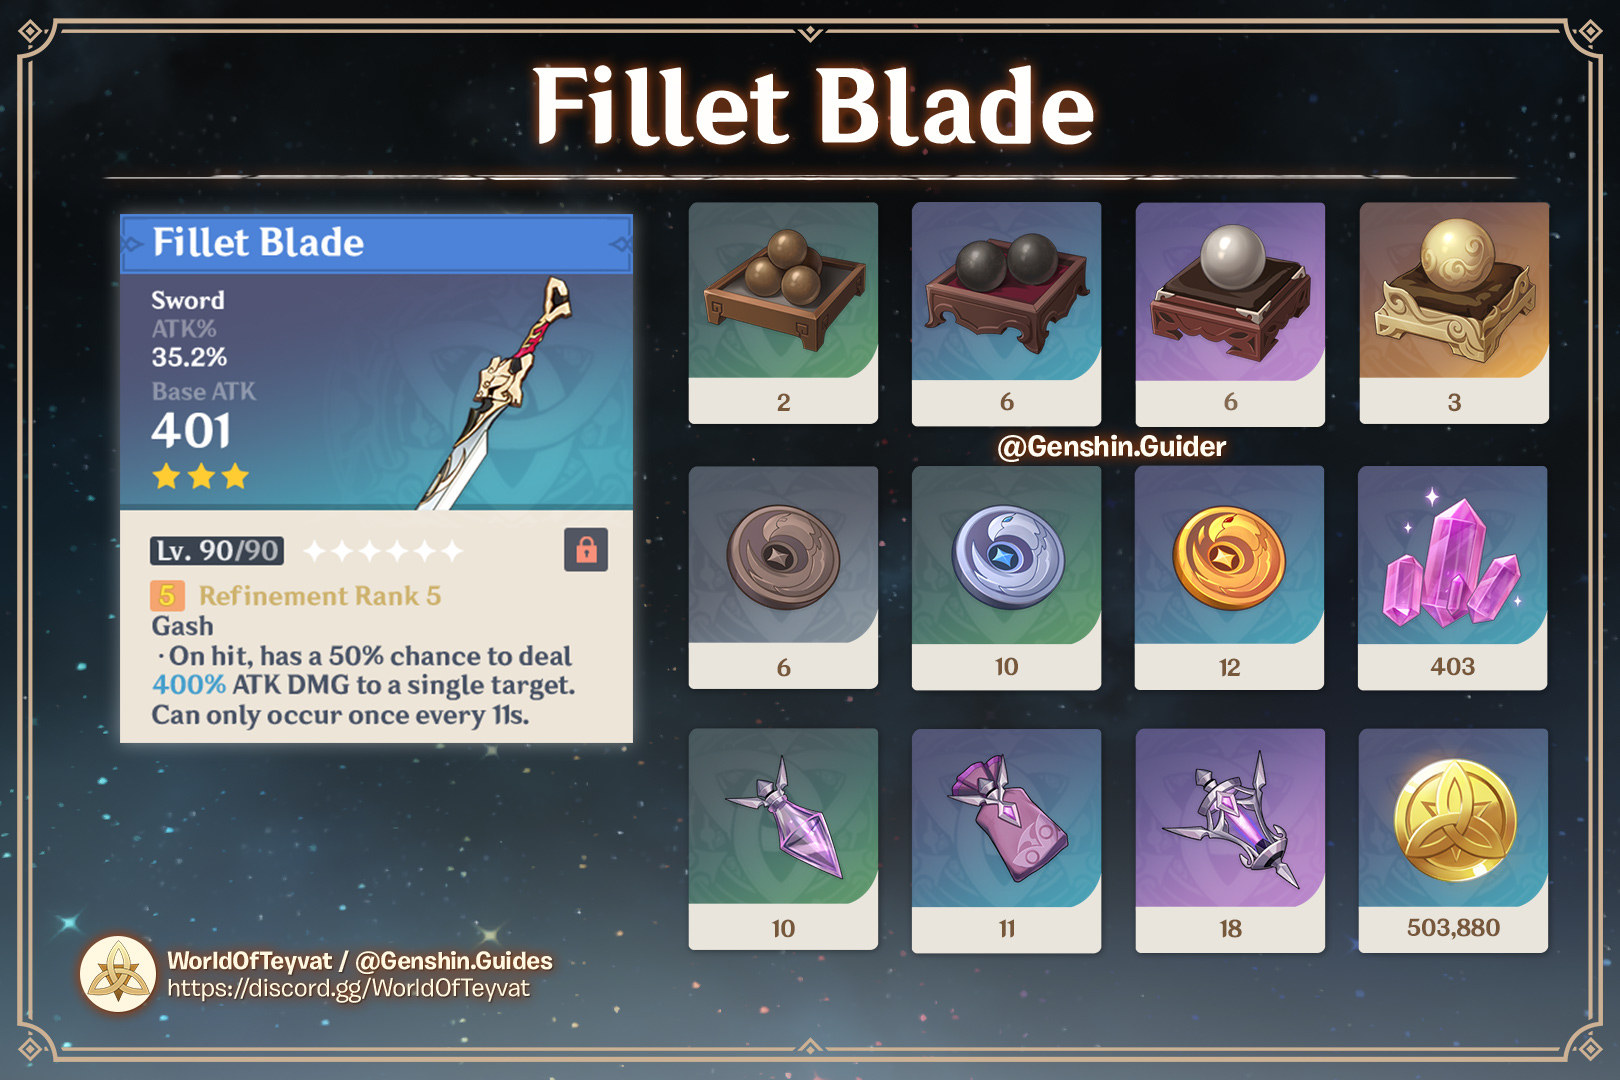 Fillet Blade
Fillet Blade
Sword
ATK%
35.2%
Base ATK
401
Lv. 90/90
5 Refinement Rank 5
Gash
· On hit, has a 50% chance to deal
400% ATK DMG to a single target.
Can only occur once every 11s.
2
6
6
3
@Genshin.Guider
6
10
12
403
10
11
18
503,880
WorldOfTeyvat / @Genshin.Guides
https://discord.gg/WorldOfTeyvat